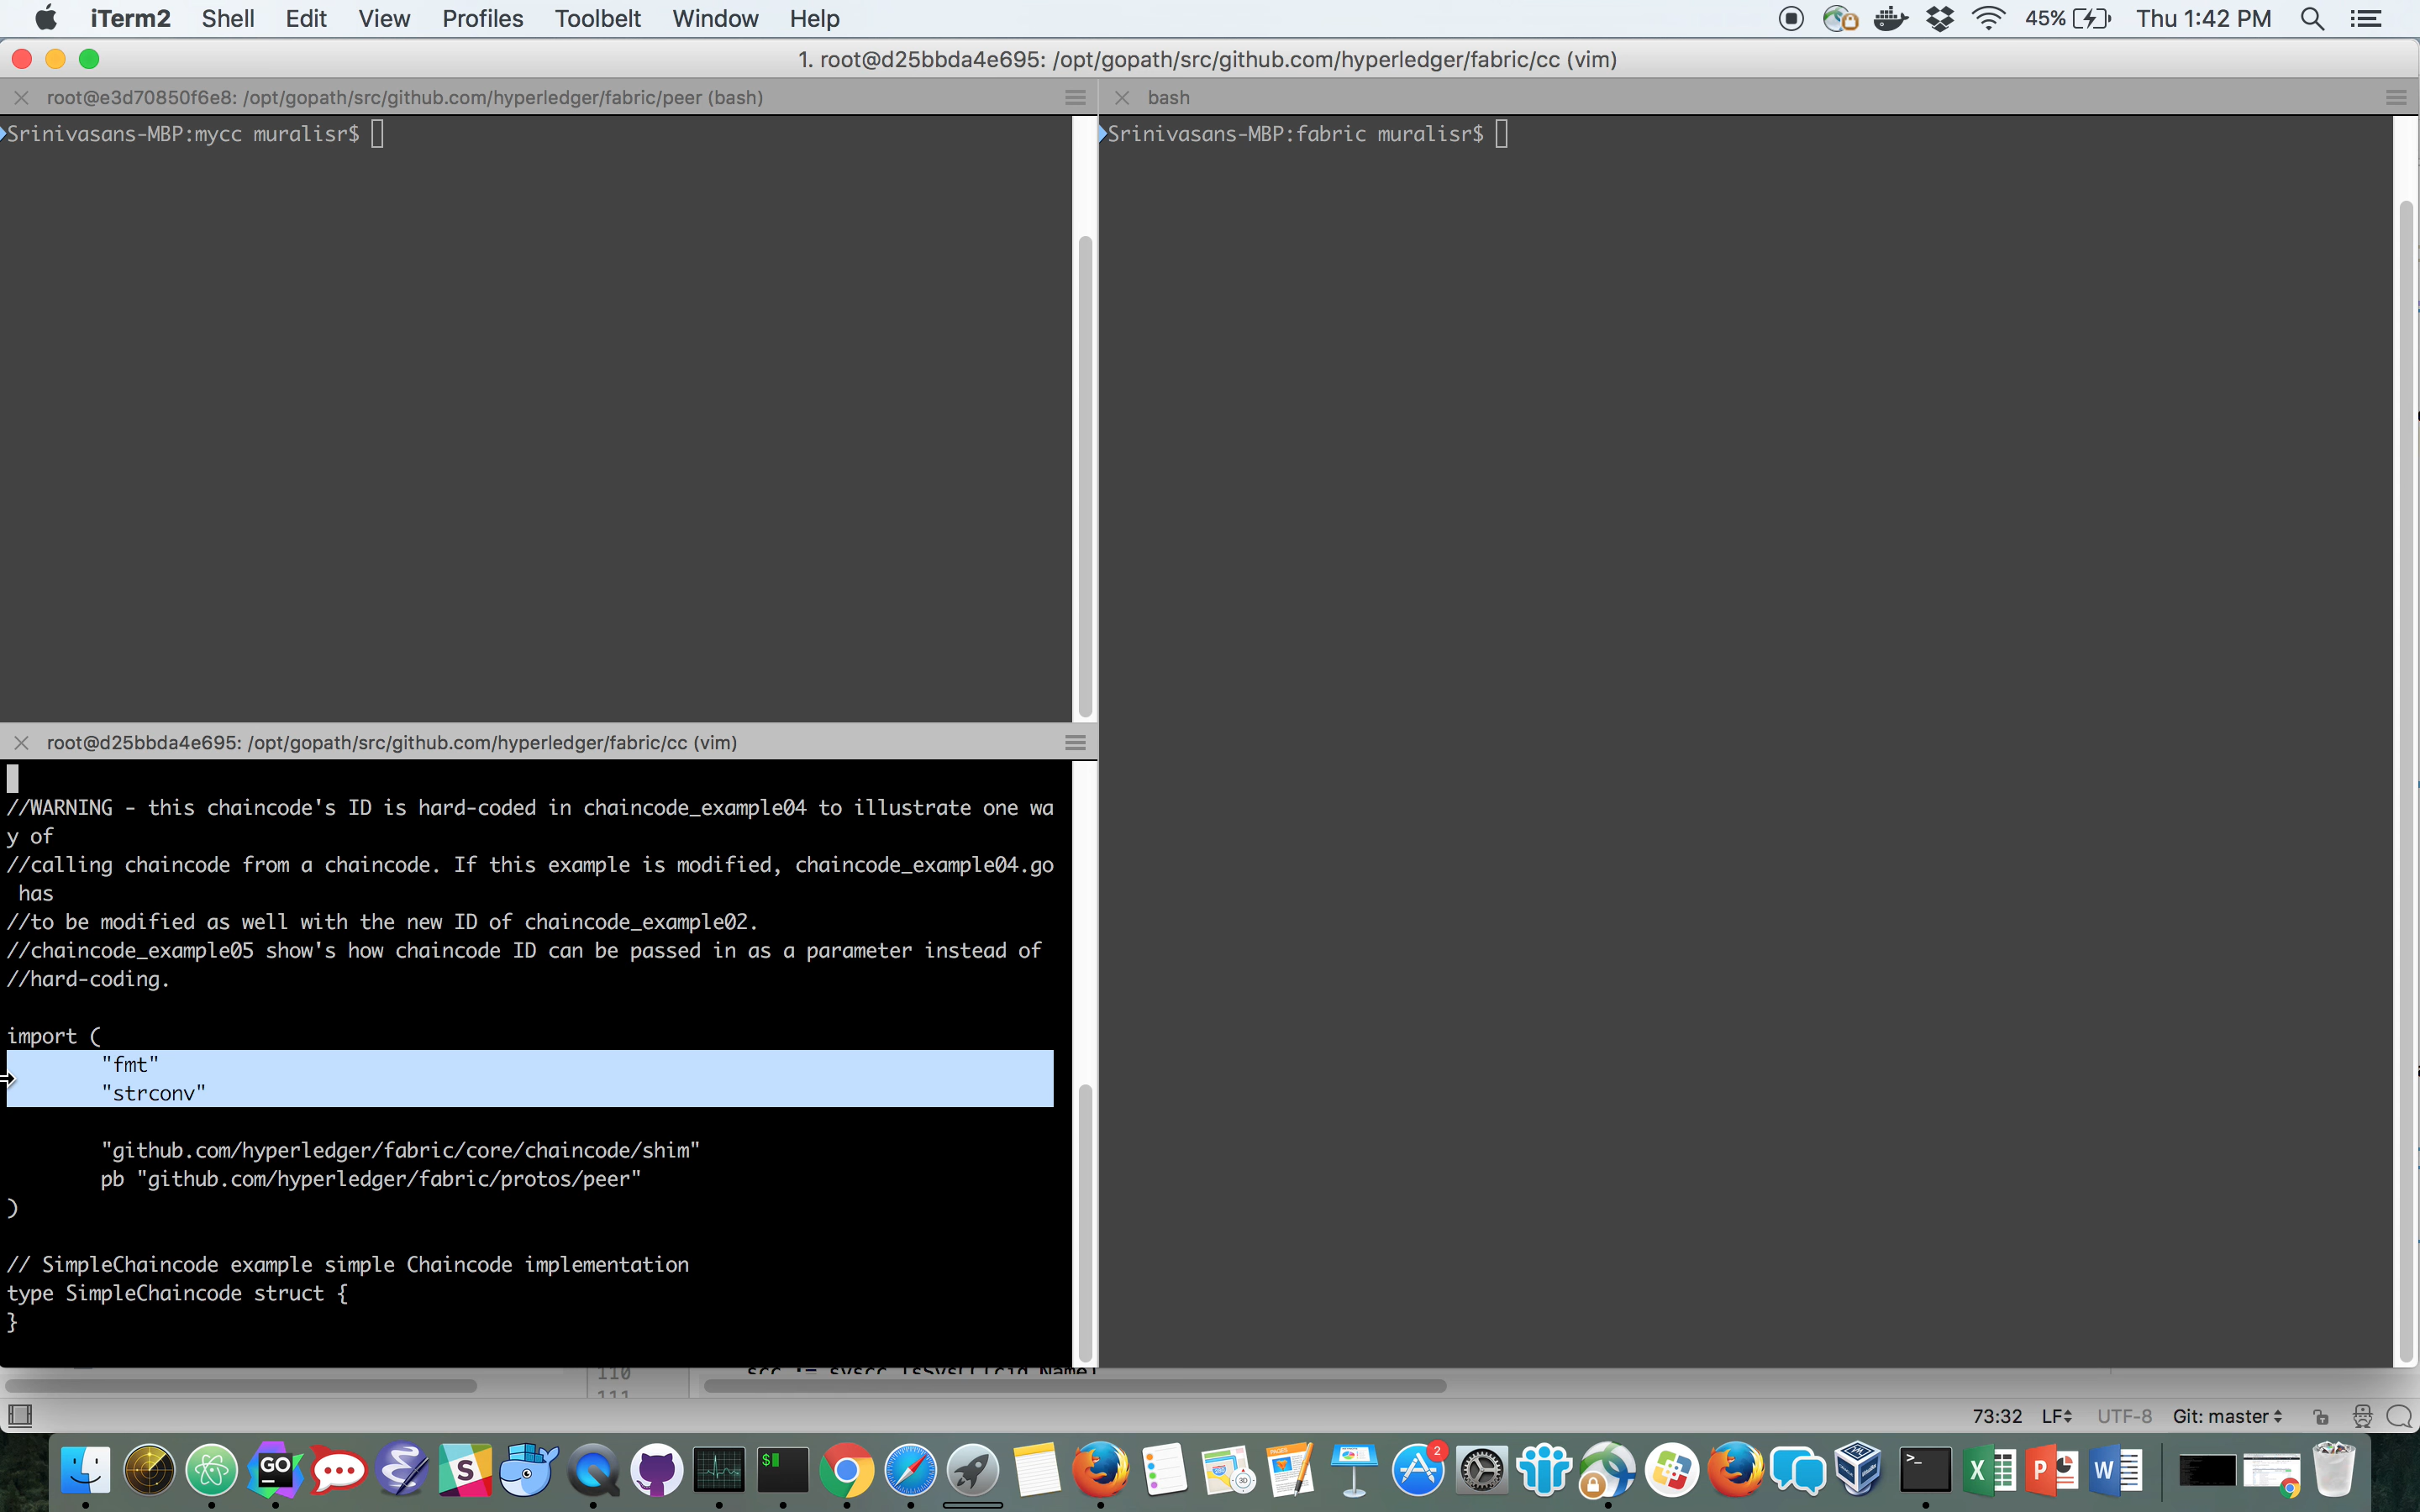 iTerm2 Shell Edit View Profiles Toolbelt Window Help 45% Thu 1:42 PM
1. root@d25bbda4e695: /opt/gopath/src/github.com/hyperledger/fabric/cc (vim)
root@e3d70850f6e8: /opt/gopath/src/github.com/hyperledger/fabric/peer (bash)
bash
Srinivasans-MBP:mycc muralisr$
Srinivasans-MBP:fabric muralisr$
root@d25bbda4e695: /opt/gopath/src/github.com/hyperledger/fabric/cc (vim)
//WARNING - this chaincode's ID is hard-coded in chaincode_example04 to illustrate one wa
y of
//calling chaincode from a chaincode. If this example is modified, chaincode_example04.go
has
//to be modified as well with the new ID of chaincode_example02.
//chaincode_example05 show's how chaincode ID can be passed in as a parameter instead of
//hard-coding.
import (
"fmt"
"strconv"
"github.com/hyperledger/fabric/core/chaincode/shim"
pb "github.com/hyperledger/fabric/protos/peer"
)
// SimpleChaincode example simple Chaincode implementation
type SimpleChaincode struct {
}
110
111
73:32 LF UTF-8 Git: master
GO
S
$
3D
PAGES
2
>_
X
P
W